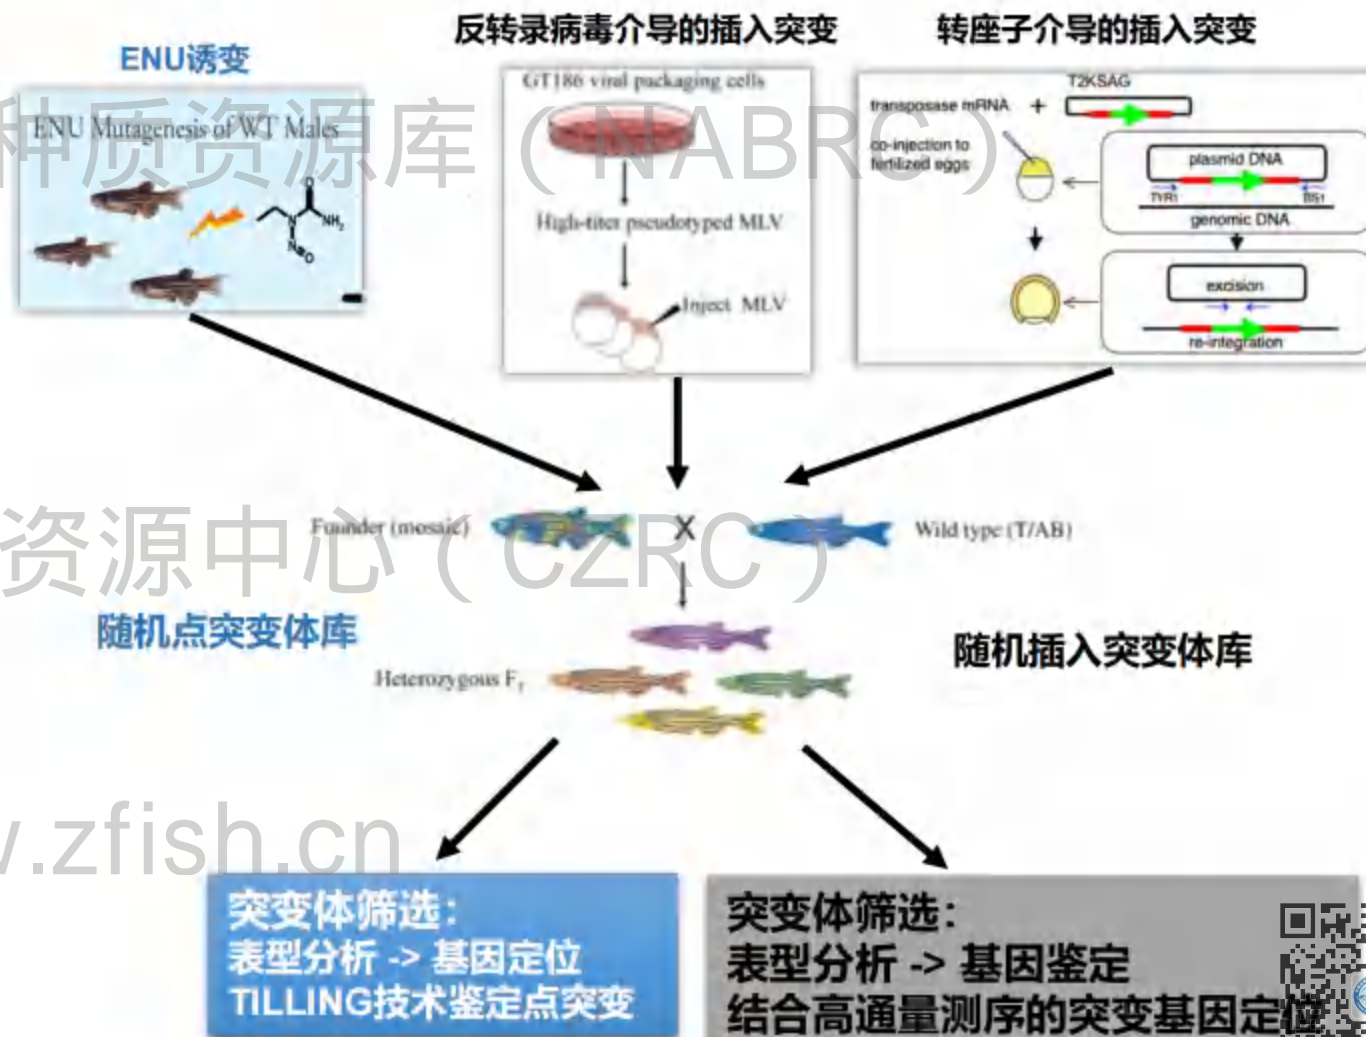 反转录病毒介导的插入突变
转座子介导的插入突变
ENU诱变
种质资源库（NABRC）
ENU Mutagenesis of WT Males
O
N
NH₂
N
O
GT186 viral packaging cells
High-titer pseudotyped MLV
Inject MLV
T2KSAG
transposase mRNA +
co-injection to
fertilized eggs
plasmid DNA
TYR1
BS1
genomic DNA
excision
re-integration
资源中心（CZRC）
Founder (mosaic)
X
Wild type (T/AB)
随机点突变体库
随机插入突变体库
Heterozygous F₁
w.zfish.cn
突变体筛选：
表型分析 -> 基因定位
TILLING技术鉴定点突变
突变体筛选：
表型分析 -> 基因鉴定
结合高通量测序的突变基因定位